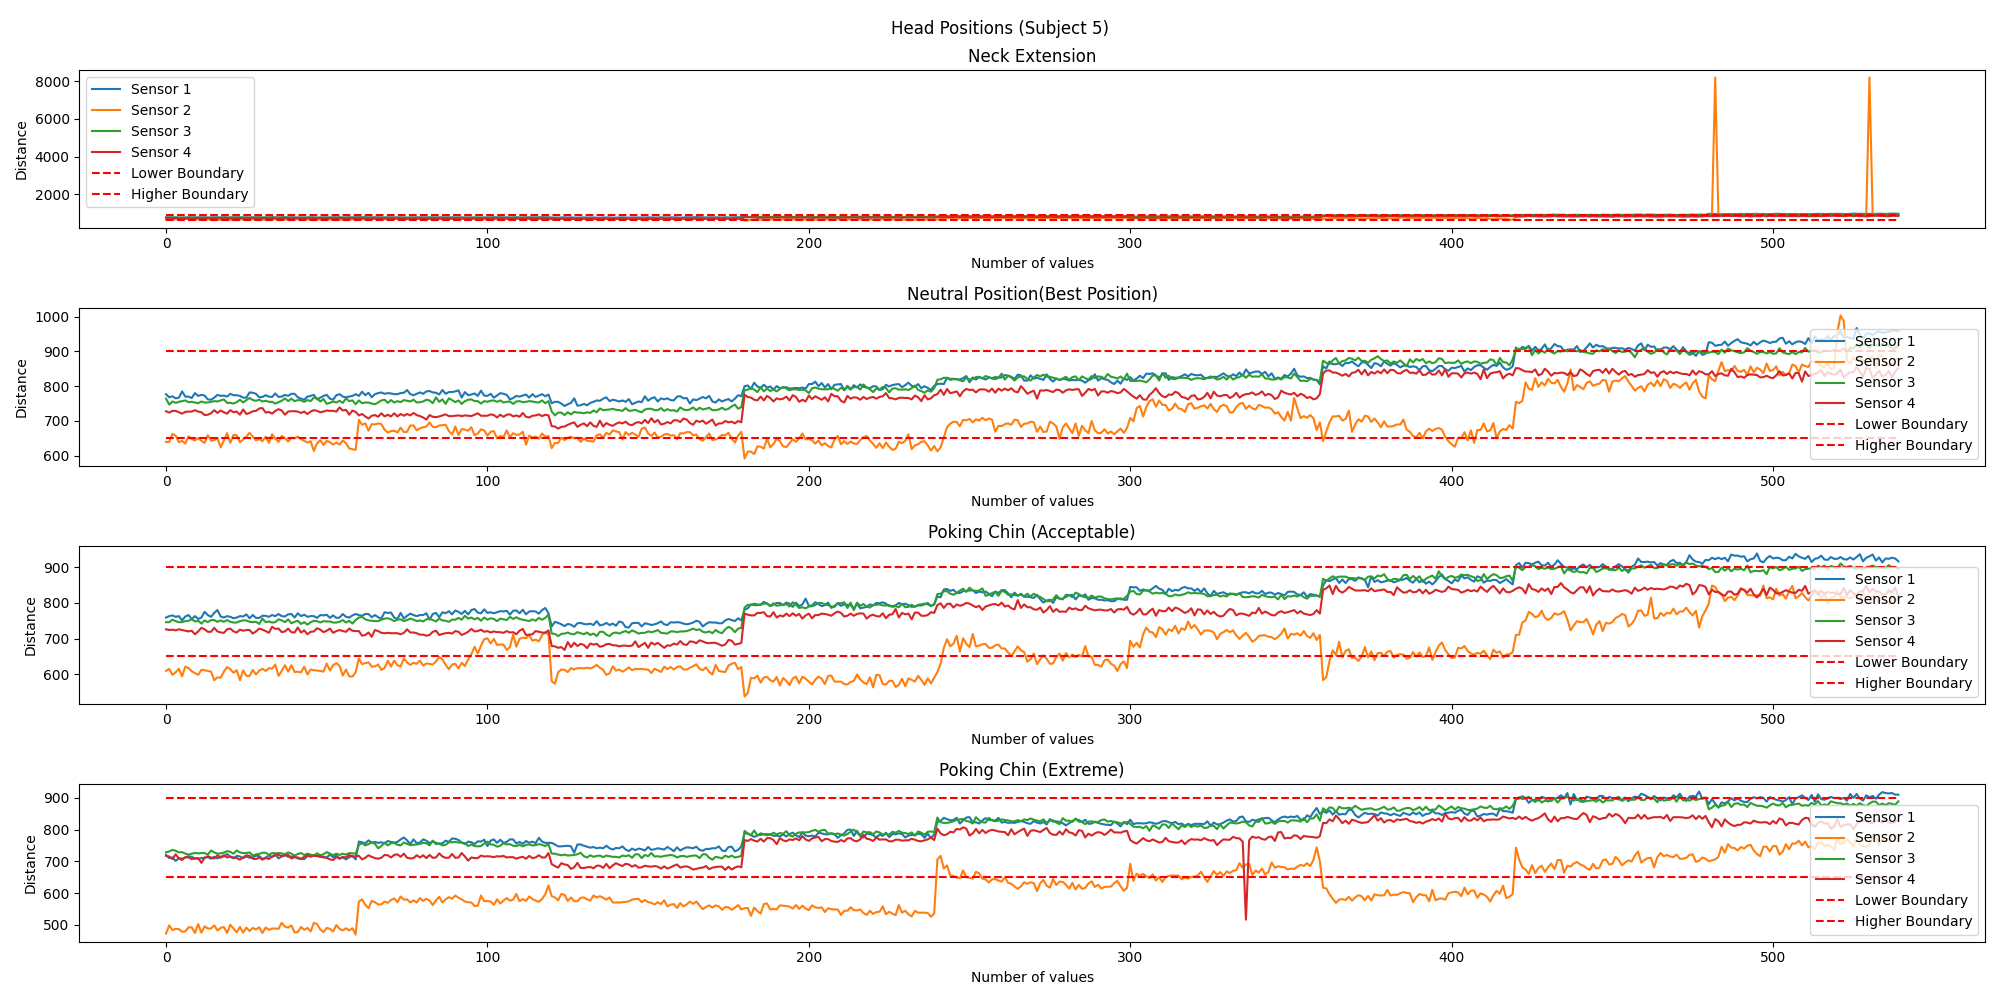 Head Positions (Subject 5)
Neck Extension
8000
6000
4000
2000
Distance
Sensor 1
Sensor 2
Sensor 3
Sensor 4
Lower Boundary
Higher Boundary
0 100 200 300 400 500
Number of values
Neutral Position(Best Position)
1000
900
800
700
600
Distance
Sensor 1
Sensor 2
Sensor 3
Sensor 4
Lower Boundary
Higher Boundary
0 100 200 300 400 500
Number of values
Poking Chin (Acceptable)
900
800
700
600
Distance
Sensor 1
Sensor 2
Sensor 3
Sensor 4
Lower Boundary
Higher Boundary
0 100 200 300 400 500
Number of values
Poking Chin (Extreme)
900
800
700
600
500
Distance
Sensor 1
Sensor 2
Sensor 3
Sensor 4
Lower Boundary
Higher Boundary
0 100 200 300 400 500
Number of values